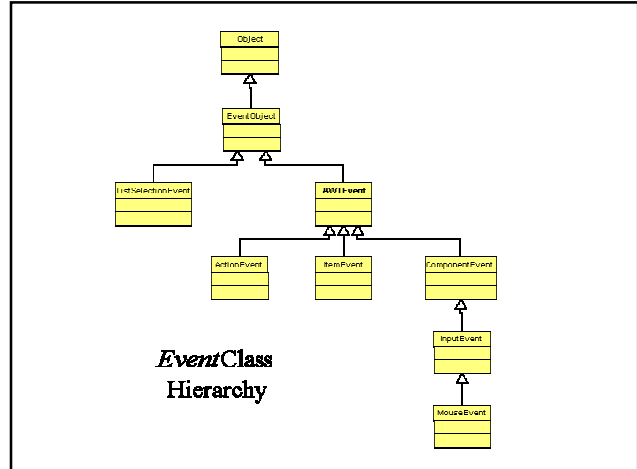 Object
EventObject
ListSelectionEvent
AWTEvent
ActionEvent
ItemEvent
ComponentEvent
InputEvent
MouseEvent
EventClass
Hierarchy